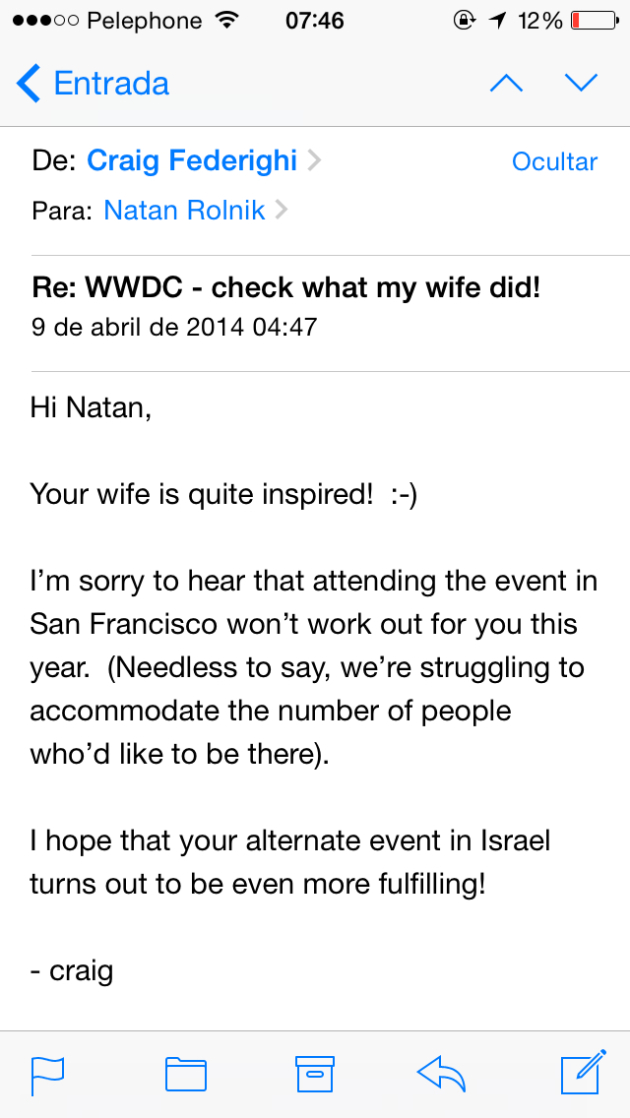 Pelephone 07:46 12%
Entrada
De: Craig Federighi Ocultar
Para: Natan Rolnik
Re: WWDC - check what my wife did!
9 de abril de 2014 04:47
Hi Natan,
Your wife is quite inspired!  :-)
I’m sorry to hear that attending the event in
San Francisco won’t work out for you this
year.  (Needless to say, we’re struggling to
accommodate the number of people
who’d like to be there).
I hope that your alternate event in Israel
turns out to be even more fulfilling!
- craig